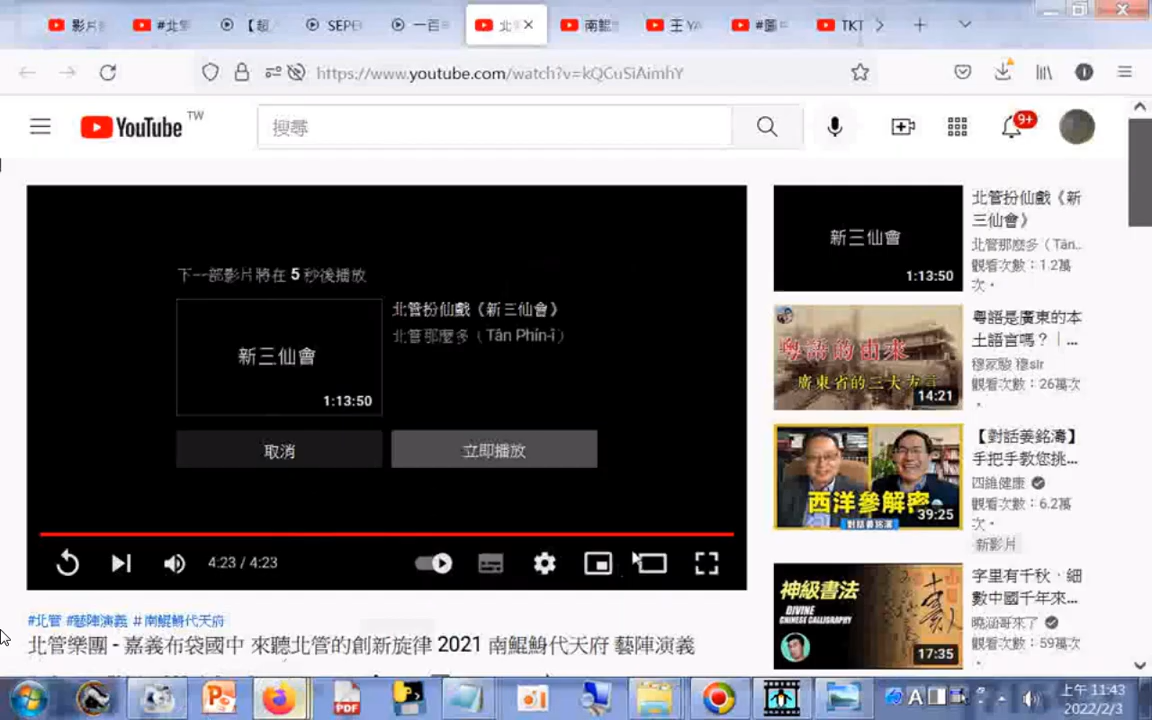 影片
#北管
【超
SEPE
一百
北
南鯤
王 YA
#圖
TKT
https://www.youtube.com/watch?v=kQCuSiAimhY
YouTube TW
搜尋
9+
下一部影片將在 5 秒後播放
新三仙會
1:13:50
北管扮仙戲《新三仙會》
北管那麼多（Tân Phín-î）
取消
立即播放
4:23 / 4:23
#北管 #藝陣演義 #南鯤鯓代天府
北管樂團 - 嘉義布袋國中 來聽北管的創新旋律 2021 南鯤鯓代天府 藝陣演義
新三仙會
1:13:50
北管扮仙戲《新
三仙會》
北管那麼多（Tân...
觀看次數：1.2萬
次 ·
粵語的由來
廣東省的三大方言
14:21
粵語是廣東的本
土語言嗎？｜...
穆家駿 穆sir
觀看次數：26萬次
·
西洋參解密
對話姜銘濤
39:25
【對話姜銘濤】
手把手教您挑...
四維健康
觀看次數：6.2萬
次 ·
新影片
神級書法
DIVINE
CHINESE CALLIGRAPHY
17:35
字里有千秋，細
數中國千年來...
曉涵哥來了
觀看次數：59萬次
PDF
A
上午 11:43
2022/2/3